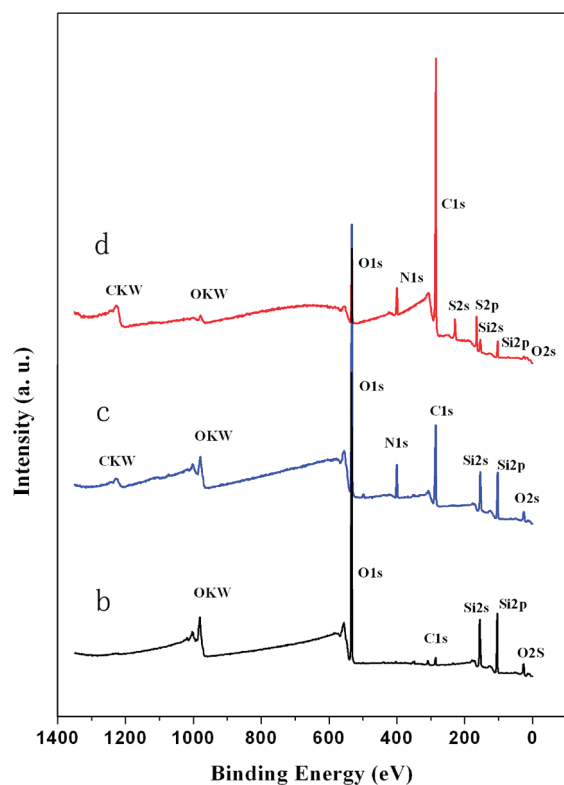 C1s
d
O1s
N1s
CKW
OKW
S2s
S2p
Si2s
Si2p
O2s
O1s
c
C1s
OKW
N1s
CKW
Si2s
Si2p
O2s
O1s
b
OKW
Si2s
Si2p
C1s
O2S
Intensity (a. u.)
1400 1200 1000 800 600 400 200 0
Binding Energy (eV)